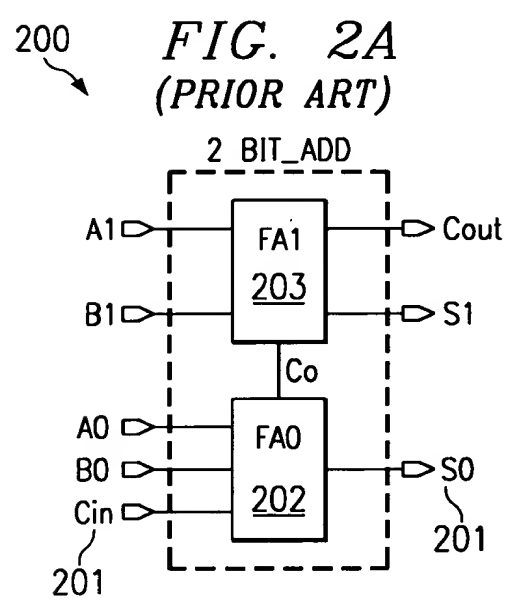 200
FIG. 2A
(PRIOR ART)
2 BIT_ADD
A1
FA1
Cout
203
B1
S1
Co
A0
FA0
B0
S0
202
Cin
201
201